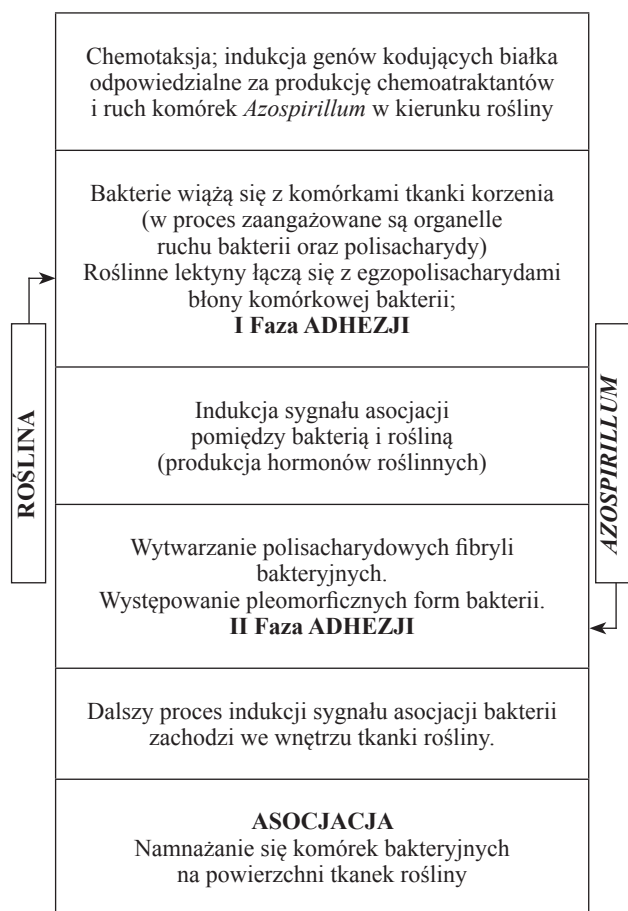 Chemotaksja; indukcja genów kodujących białka
odpowiedzialne za produkcję chemoatraktantów
i ruch komórek Azospirillum w kierunku rośliny
Bakterie wiążą się z komórkami tkanki korzenia
(w proces zaangażowane są organelle
ruchu bakterii oraz polisacharydy)
Roślinne lektyny łączą się z egzopolisacharydami
błony komórkowej bakterii;
I Faza ADHEZJI
ROŚLINA
AZOSPIRILLUM
Indukcja sygnału asocjacji
pomiędzy bakterią i rośliną
(produkcja hormonów roślinnych)
Wytwarzanie polisacharydowych fibryli
bakteryjnych.
Występowanie pleomorficznych form bakterii.
II Faza ADHEZJI
Dalszy proces indukcji sygnału asocjacji bakterii
zachodzi we wnętrzu tkanki rośliny.
ASOCJACJA
Namnażanie się komórek bakteryjnych
na powierzchni tkanek rośliny